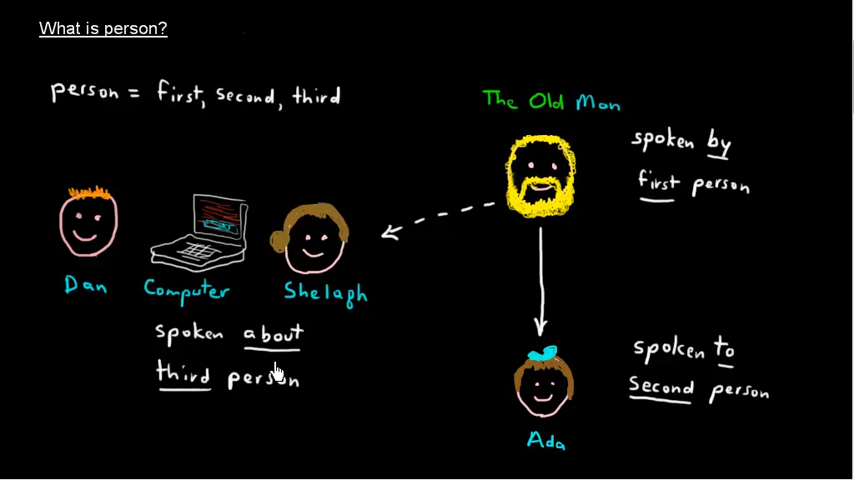 What is person?
person = first, second, third
The Old Man
spoken by
first person
Dan
Computer
Shelagh
spoken about
third person
spoken to
Second person
Ada